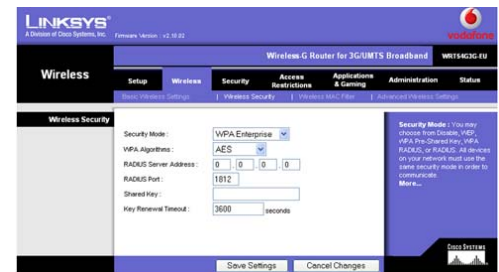 LINKSYS®
A Division of Cisco Systems, Inc.
Firmware Version : v2.10.02
vodafone
Wireless-G Router for 3G/UMTS Broadband
WRT54G3G-EU
Wireless
Setup
Wireless
Security
Access Restrictions
Applications & Gaming
Administration
Status
Basic Wireless Settings | Wireless Security | Wireless MAC Filter | Advanced Wireless Settings
Wireless Security
Security Mode :
WPA Enterprise
WPA Algorithms :
AES
RADIUS Server Address :
0 . 0 . 0 . 0
RADIUS Port :
1812
Shared Key :
Key Renewal Timeout :
3600 seconds
Security Mode : You may
choose from Disable, WEP,
WPA Pre-Shared Key, WPA
RADIUS, or RADIUS. All devices
on your network must use the
same security mode in order to
communicate.
More...
Save Settings
Cancel Changes
CISCO SYSTEMS